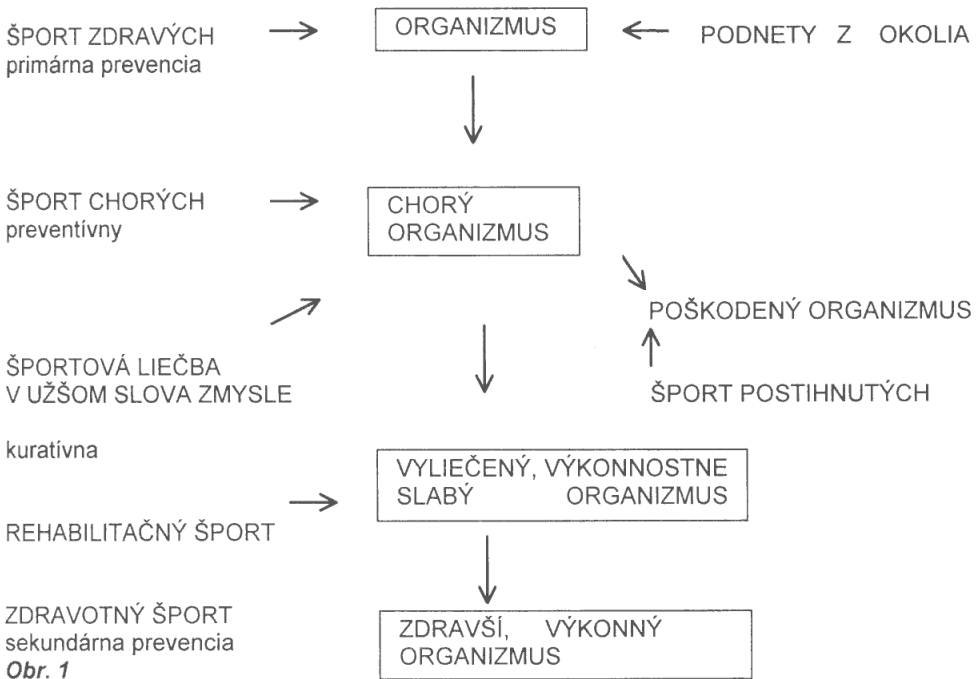 ŠPORT ZDRAVÝCH
primárna prevencia
ORGANIZMUS
PODNETY Z OKOLIA
ŠPORT CHORÝCH
preventívny
CHORÝ
ORGANIZMUS
POŠKODENÝ ORGANIZMUS
ŠPORTOVÁ LIEČBA
V UŽŠOM SLOVA ZMYSLE
ŠPORT POSTIHNUTÝCH
kuratívna
VYLIEČENÝ, VÝKONNOSTNE
SLABÝ ORGANIZMUS
REHABILITAČNÝ ŠPORT
ZDRAVOTNÝ ŠPORT
sekundárna prevencia
ZDRAVŠÍ, VÝKONNÝ
ORGANIZMUS
Obr. 1